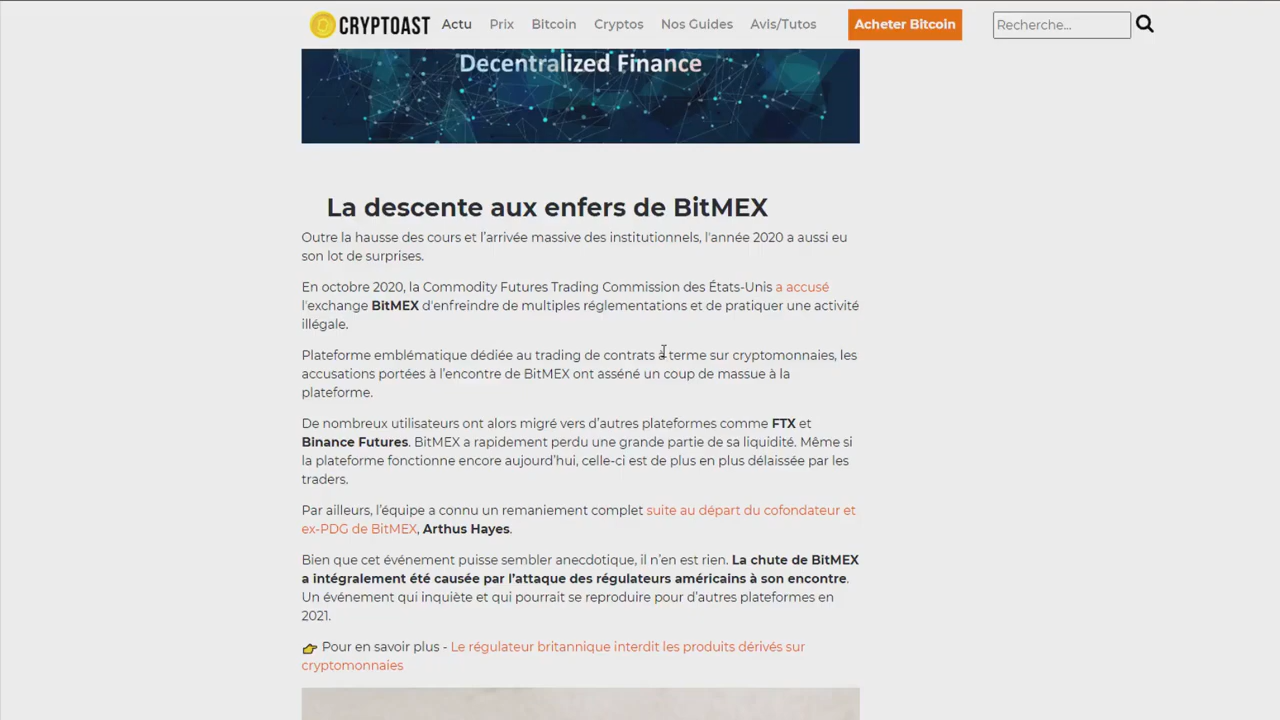 CRYPTOAST Actu Prix Bitcoin Cryptos Nos Guides Avis/Tutos Acheter Bitcoin Recherche...
Decentralized Finance
La descente aux enfers de BitMEX
Outre la hausse des cours et l'arrivée massive des institutionnels, l'année 2020 a aussi eu
son lot de surprises.
En octobre 2020, la Commodity Futures Trading Commission des États-Unis a accusé
l'exchange BitMEX d'enfreindre de multiples réglementations et de pratiquer une activité
illégale.
Plateforme emblématique dédiée au trading de contrats à terme sur cryptomonnaies, les
accusations portées à l'encontre de BitMEX ont asséné un coup de massue à la
plateforme.
De nombreux utilisateurs ont alors migré vers d'autres plateformes comme FTX et
Binance Futures. BitMEX a rapidement perdu une grande partie de sa liquidité. Même si
la plateforme fonctionne encore aujourd'hui, celle-ci est de plus en plus délaissée par les
traders.
Par ailleurs, l'équipe a connu un remaniement complet suite au départ du cofondateur et
ex-PDG de BitMEX, Arthus Hayes.
Bien que cet événement puisse sembler anecdotique, il n'en est rien. La chute de BitMEX
a intégralement été causée par l'attaque des régulateurs américains à son encontre.
Un événement qui inquiète et qui pourrait se reproduire pour d'autres plateformes en
2021.
👉 Pour en savoir plus - Le régulateur britannique interdit les produits dérivés sur
cryptomonnaies